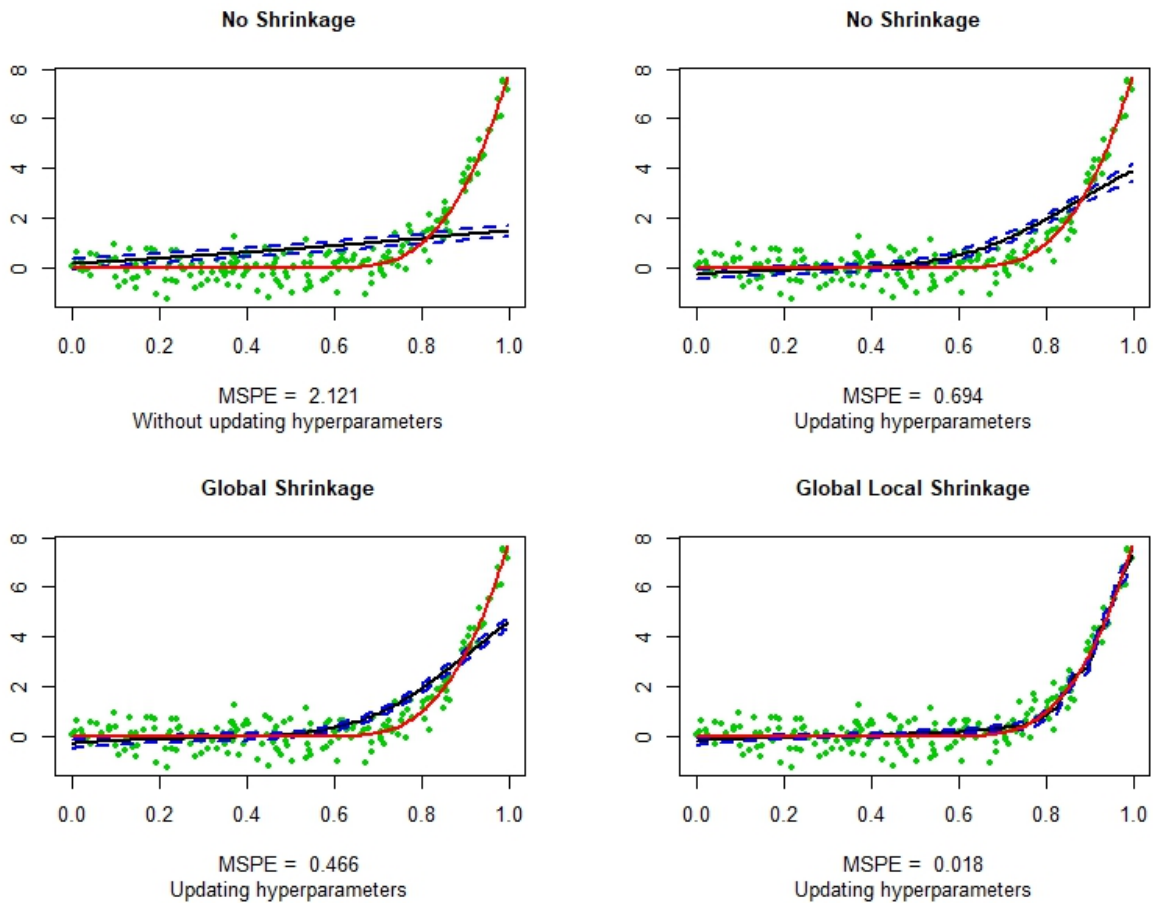 No Shrinkage
8
6
4
2
0
0.0 0.2 0.4 0.6 0.8 1.0
MSPE = 2.121
Without updating hyperparameters
No Shrinkage
8
6
4
2
0
0.0 0.2 0.4 0.6 0.8 1.0
MSPE = 0.694
Updating hyperparameters
Global Shrinkage
8
6
4
2
0
0.0 0.2 0.4 0.6 0.8 1.0
MSPE = 0.466
Updating hyperparameters
Global Local Shrinkage
8
6
4
2
0
0.0 0.2 0.4 0.6 0.8 1.0
MSPE = 0.018
Updating hyperparameters